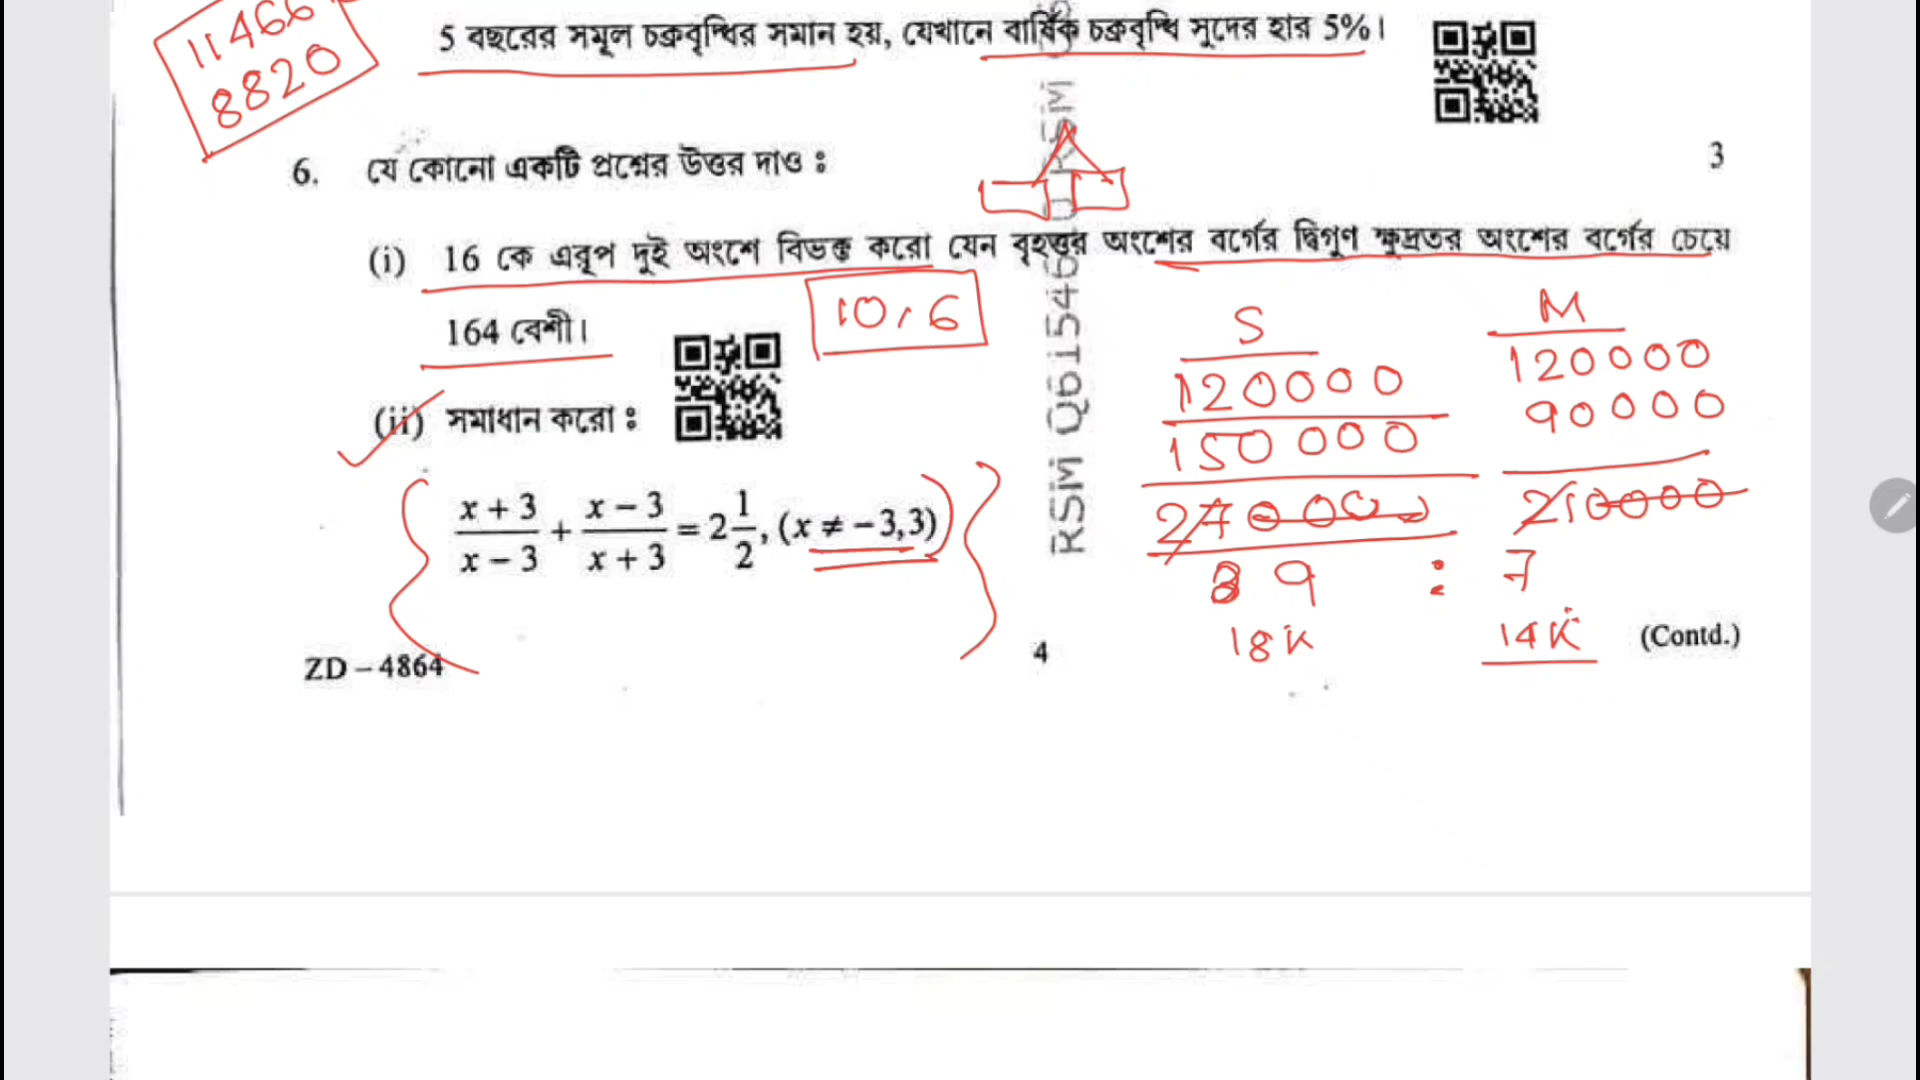 11466
8820
5 বছরের সমূল চক্রবৃদ্ধির সমান হয়, যেখানে বার্ষিক চক্রবৃদ্ধি সুদের হার 5%।
6. যে কোনো একটি প্রশ্নের উত্তর দাও : 3
(i) 16 কে এরূপ দুই অংশে বিভক্ত করো যেন বৃহত্তর অংশের বর্গের দ্বিগুণ ক্ষুদ্রতর অংশের বর্গের চেয়ে
164 বেশী।
10, 6
(ii) সমাধান করো :
x + 3 / x − 3 + x − 3 / x + 3 = 2 1/2, (x ≠ −3,3)
S
120000
150000
270000
9 : 7
18K
M
120000
90000
210000
14K
RSM
ZD – 4864 4 (Contd.)